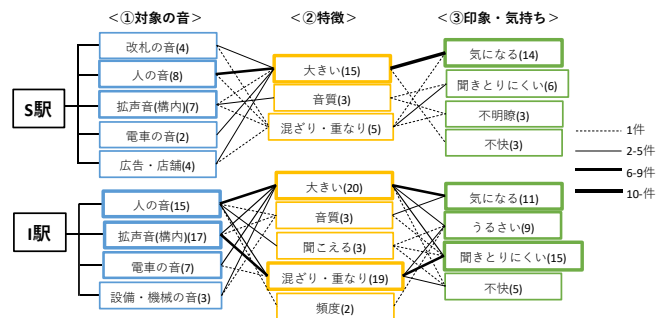 ＜①対象の音＞ ＜②特徴＞ ＜③印象・気持ち＞
S駅
改札の音(4)
人の音(8)
拡声音(構内)(7)
電車の音(2)
広告・店舗(4)
大きい(15)
音質(3)
混ざり・重なり(5)
気になる(14)
聞きとりにくい(6)
不明瞭(3)
不快(3)
1件
2-5件
6-9件
10-件
I駅
人の音(15)
拡声音(構内)(17)
電車の音(7)
設備・機械の音(3)
大きい(20)
音質(3)
聞こえる(3)
混ざり・重なり(19)
頻度(2)
気になる(11)
うるさい(9)
聞きとりにくい(15)
不快(5)